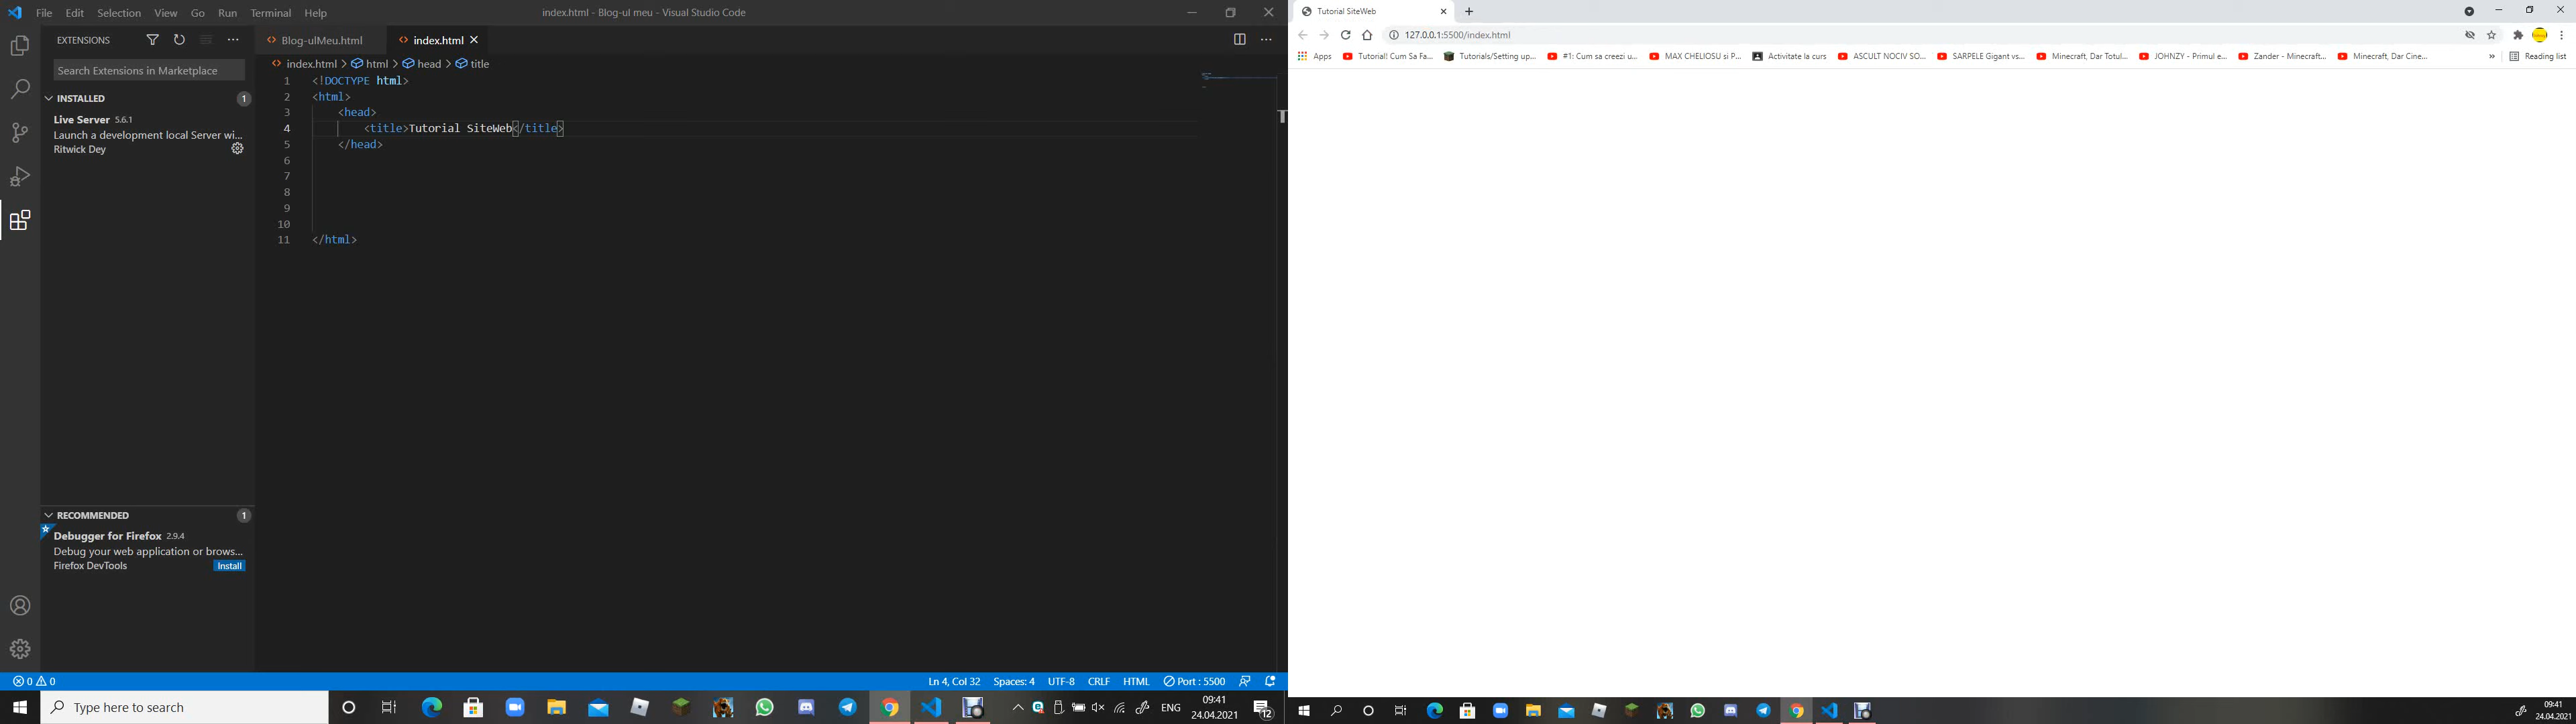 File Edit Selection View Go Run Terminal Help
index.html - Blog-ul meu - Visual Studio Code
EXTENSIONS
Search Extensions in Marketplace
INSTALLED 1
Live Server 5.6.1
Launch a development local Server wi...
Ritwick Dey
RECOMMENDED 1
Debugger for Firefox 2.9.4
Debug your web application or brows...
Firefox DevTools Install
Blog-ulMeu.html index.html
index.html > html > head > title
1 <!DOCTYPE html>
2 <html>
3 <head>
4 <title>Tutorial SiteWeb</title>
5 </head>
6
7
8
9
10
11 </html>
0 0
Ln 4, Col 32 Spaces: 4 UTF-8 CRLF HTML Port : 5500
Type here to search
ENG
09:41
24.04.2021
12
Tutorial SiteWeb
127.0.0.1:5500/index.html
Apps Tutorial! Cum Sa Fa... Tutorials/Setting up... #1: Cum sa creezi u... MAX CHELIOSU si P... Activitate la curs ASCULT NOCIV SO... SARPELE Gigant vs... Minecraft, Dar Totul... JOHNZY - Primul e... Zander - Minecraft... Minecraft, Dar Cine... » Reading list
09:41
24.04.2021